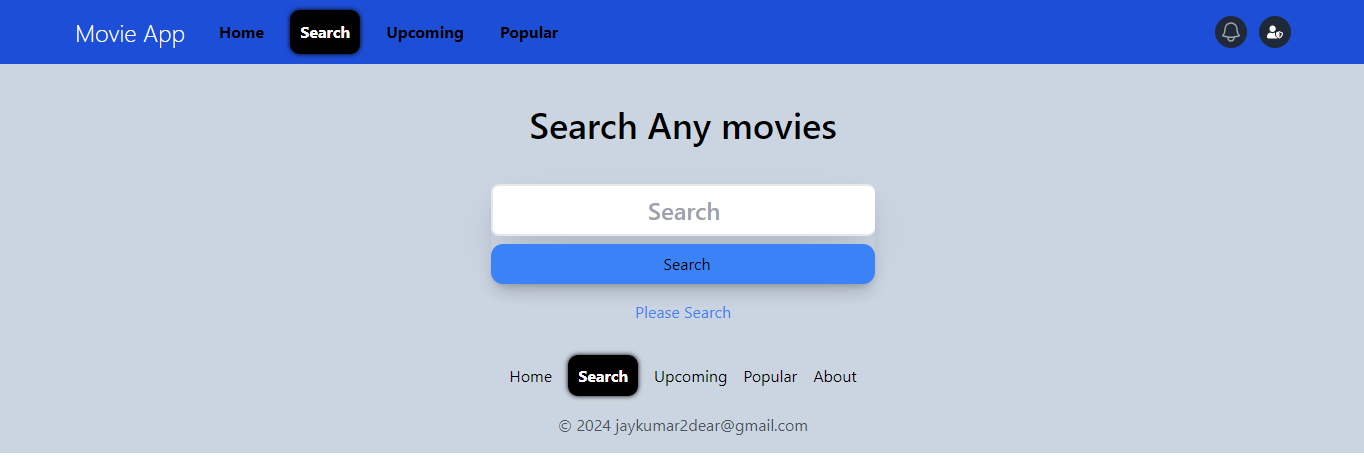 Movie App Home Search Upcoming Popular
Search Any movies
Search
Search
Please Search
Home Search Upcoming Popular About
© 2024 jaykumar2dear@gmail.com